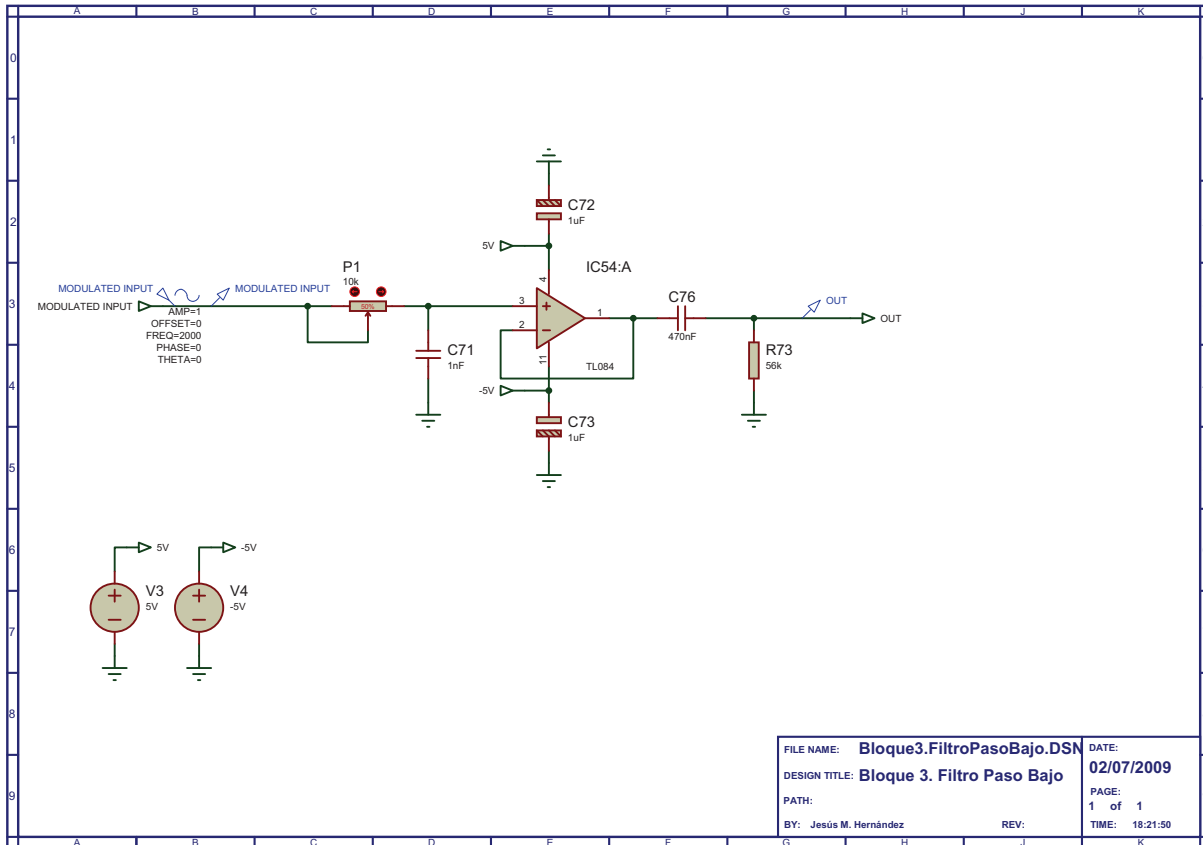 A B C D E F G H J K
0
1
2
3
4
5
6
7
8
9
C72
1uF
5V
4
IC54:A
P1
10k
50%
MODULATED INPUT
MODULATED INPUT
MODULATED INPUT
AMP=1
OFFSET=0
FREQ=2000
PHASE=0
THETA=0
3
2
1
11
TL084
C71
1nF
C76
470nF
OUT
OUT
R73
56k
-5V
C73
1uF
5V
-5V
V3
5V
V4
-5V
FILE NAME: Bloque3.FiltroPasoBajo.DSN
DATE:
02/07/2009
DESIGN TITLE: Bloque 3. Filtro Paso Bajo
PATH:
PAGE:
1 of 1
BY: Jesús M. Hernández REV: TIME: 18:21:50
A B C D E F G H J K